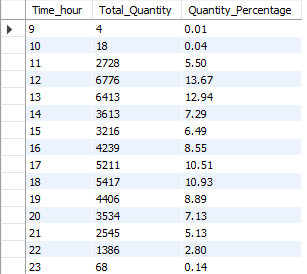 Time_hour Total_Quantity Quantity_Percentage
9 4 0.01
10 18 0.04
11 2728 5.50
12 6776 13.67
13 6413 12.94
14 3613 7.29
15 3216 6.49
16 4239 8.55
17 5211 10.51
18 5417 10.93
19 4406 8.89
20 3534 7.13
21 2545 5.13
22 1386 2.80
23 68 0.14